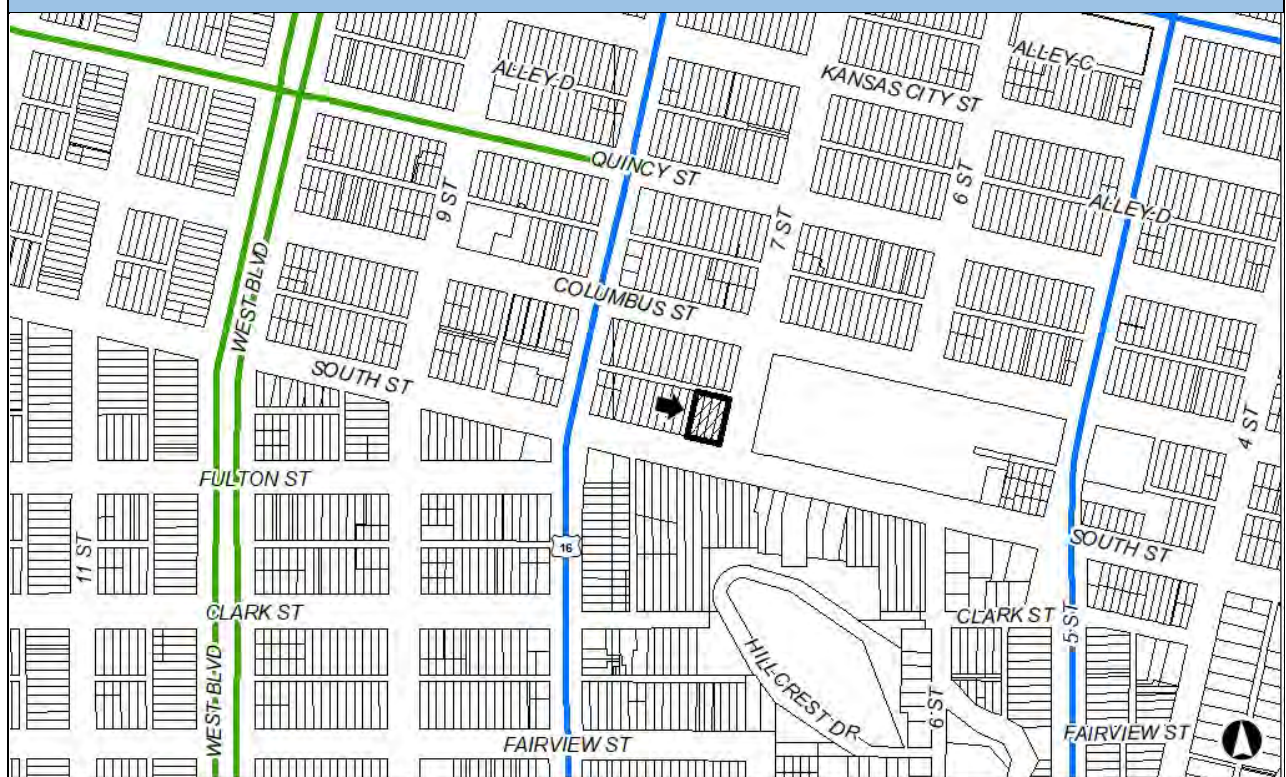 ALLEY-C
ALLEY-D
KANSAS CITY ST
QUINCY ST
9 ST
6 ST
7 ST
ALLEY-D
WEST BLVD
COLUMBUS ST
SOUTH ST
4 ST
FULTON ST
11 ST
16
SOUTH ST
CLARK ST
CLARK ST
5 ST
HILLCREST DR
WEST BLVD
6 ST
FAIRVIEW ST
FAIRVIEW ST